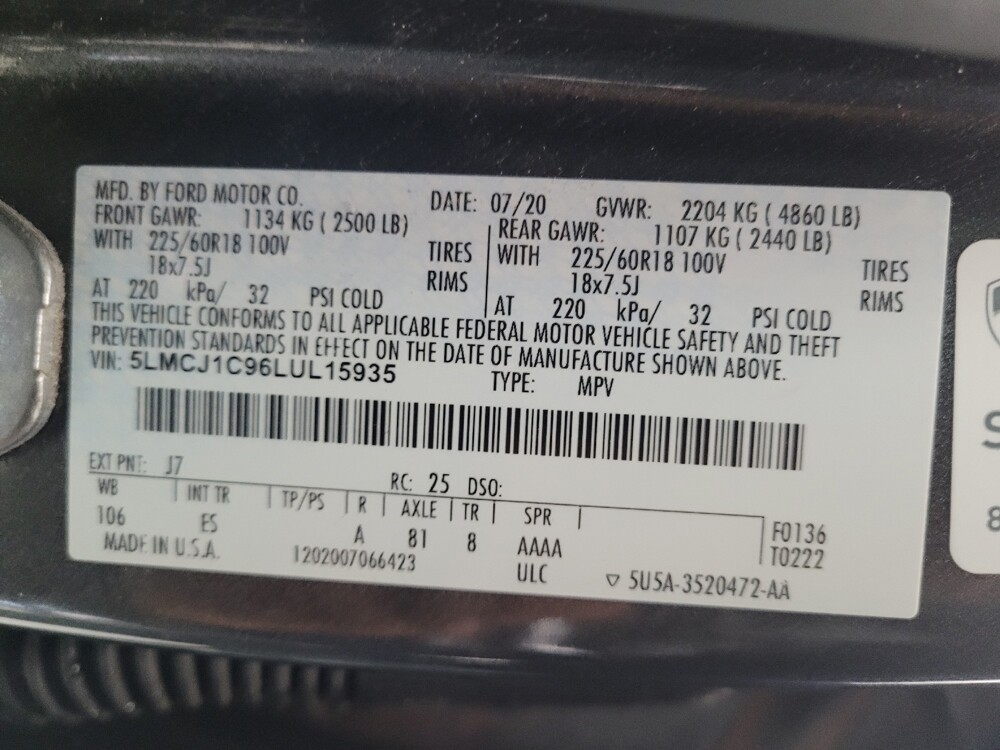 MFD. BY FORD MOTOR CO. DATE: 07/20 GVWR: 2204 KG ( 4860 LB)
FRONT GAWR: 1134 KG ( 2500 LB)
WITH 225/60R18 100V TIRES
18x7.5J RIMS
AT 220 kPa/ 32 PSI COLD
REAR GAWR: 1107 KG ( 2440 LB)
WITH 225/60R18 100V TIRES
18x7.5J RIMS
AT 220 kPa/ 32 PSI COLD
THIS VEHICLE CONFORMS TO ALL APPLICABLE FEDERAL MOTOR VEHICLE SAFETY AND THEFT
PREVENTION STANDARDS IN EFFECT ON THE DATE OF MANUFACTURE SHOWN ABOVE.
VIN: 5LMCJ1C96LUL15935 TYPE: MPV
EXT PNT: J7 RC: 25 DSO:
WB INT TR TP/PS R AXLE TR SPR
106 ES A 81 8 AAAA
F0136
T0222
MADE IN U.S.A. 1202007066423 ULC ▽ 5U5A-3520472-AA
S
8